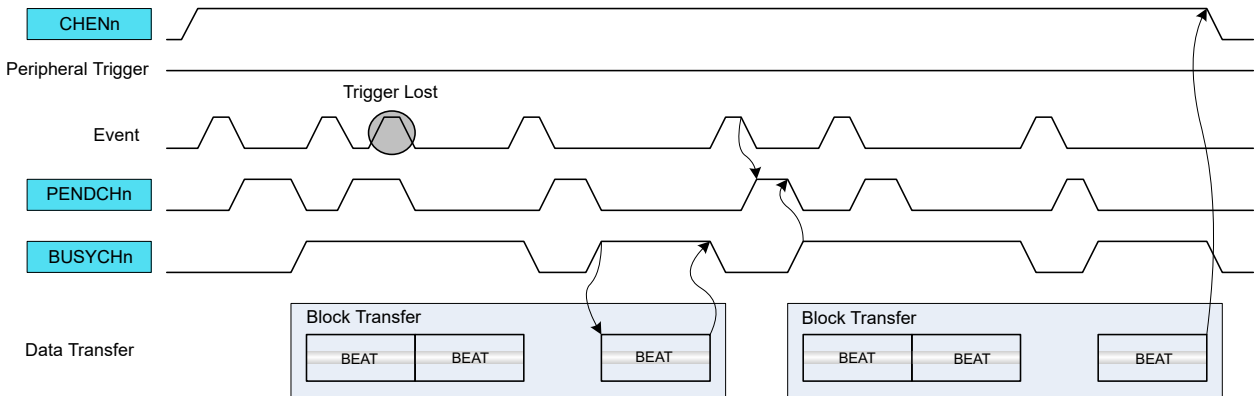 CHENn
Peripheral Trigger
Trigger Lost
Event
PENDCHn
BUSYCHn
Data Transfer
Block Transfer
BEAT
BEAT
BEAT
Block Transfer
BEAT
BEAT
BEAT